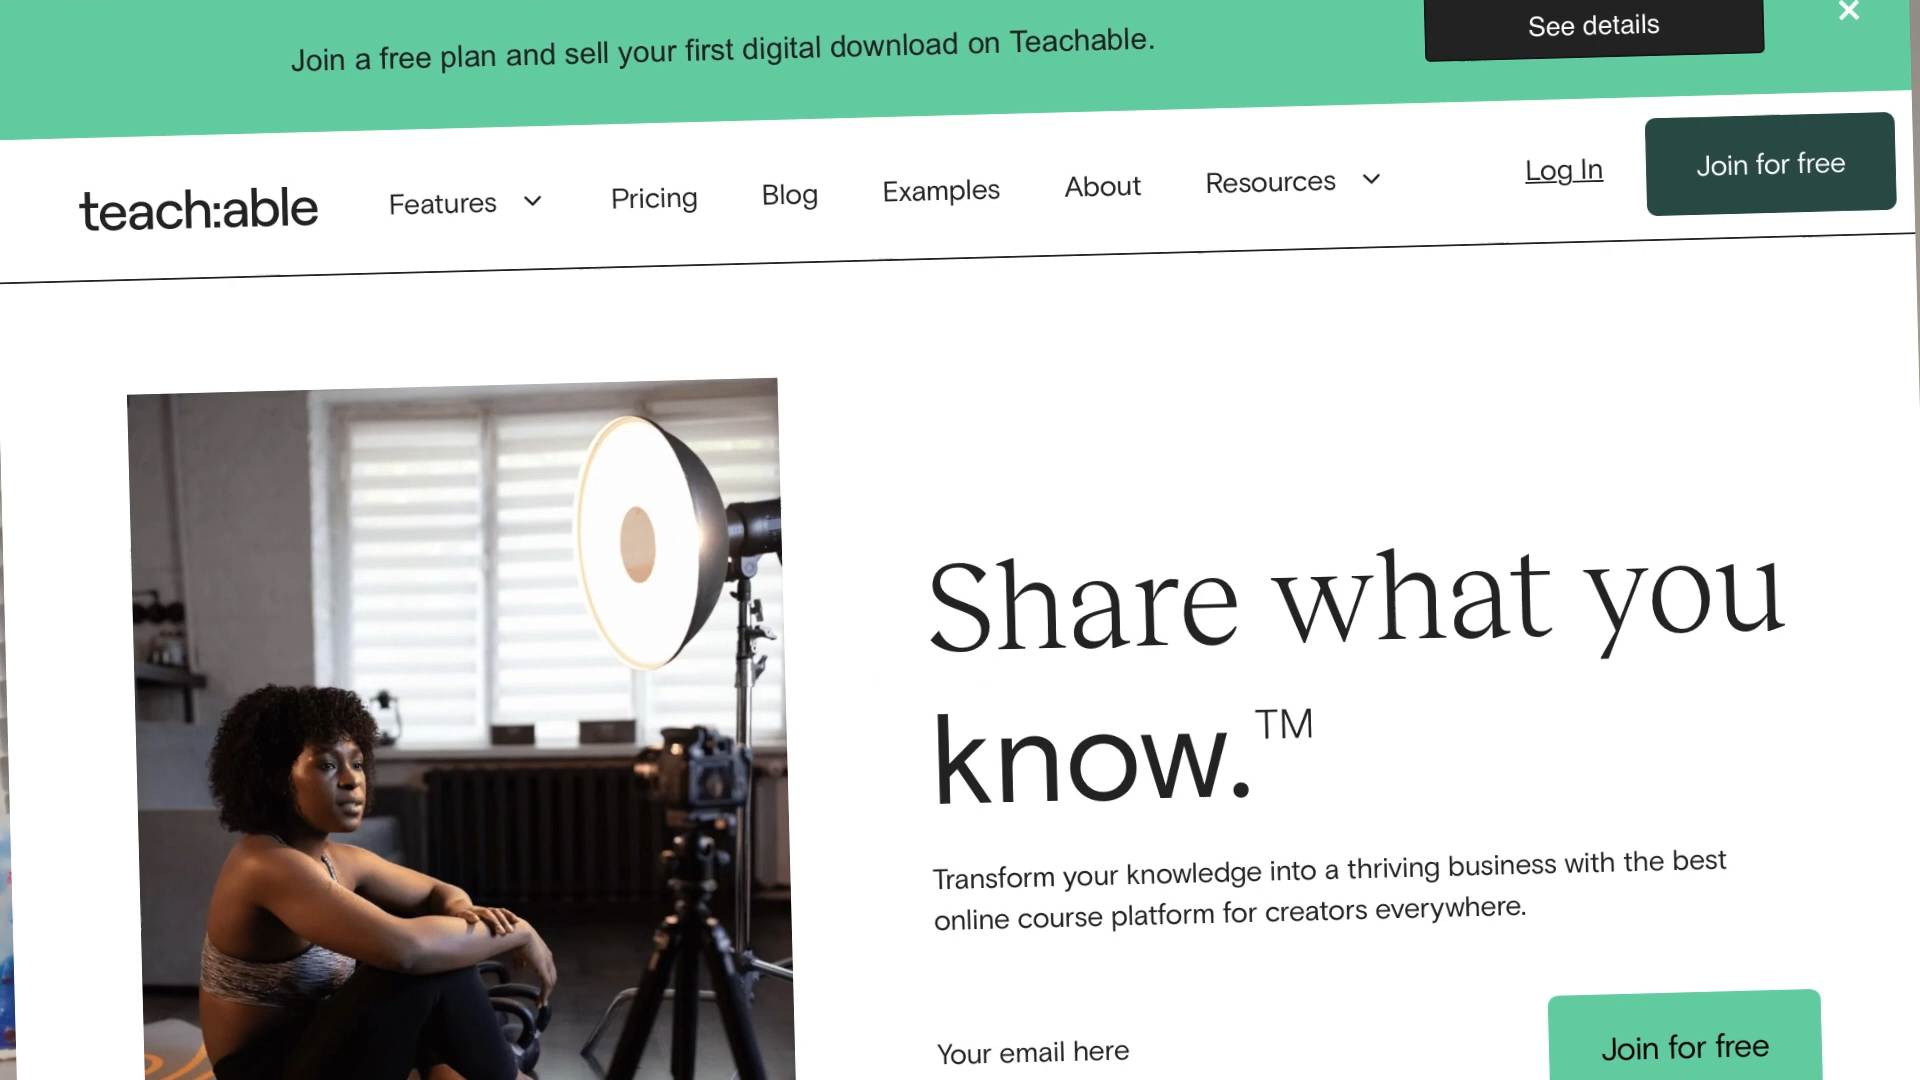 Join a free plan and sell your first digital download on Teachable.
See details
teach:able
Features
Pricing
Blog
Examples
About
Resources
Log In
Join for free
Share what you
know.™
Transform your knowledge into a thriving business with the best
online course platform for creators everywhere.
Your email here
Join for free